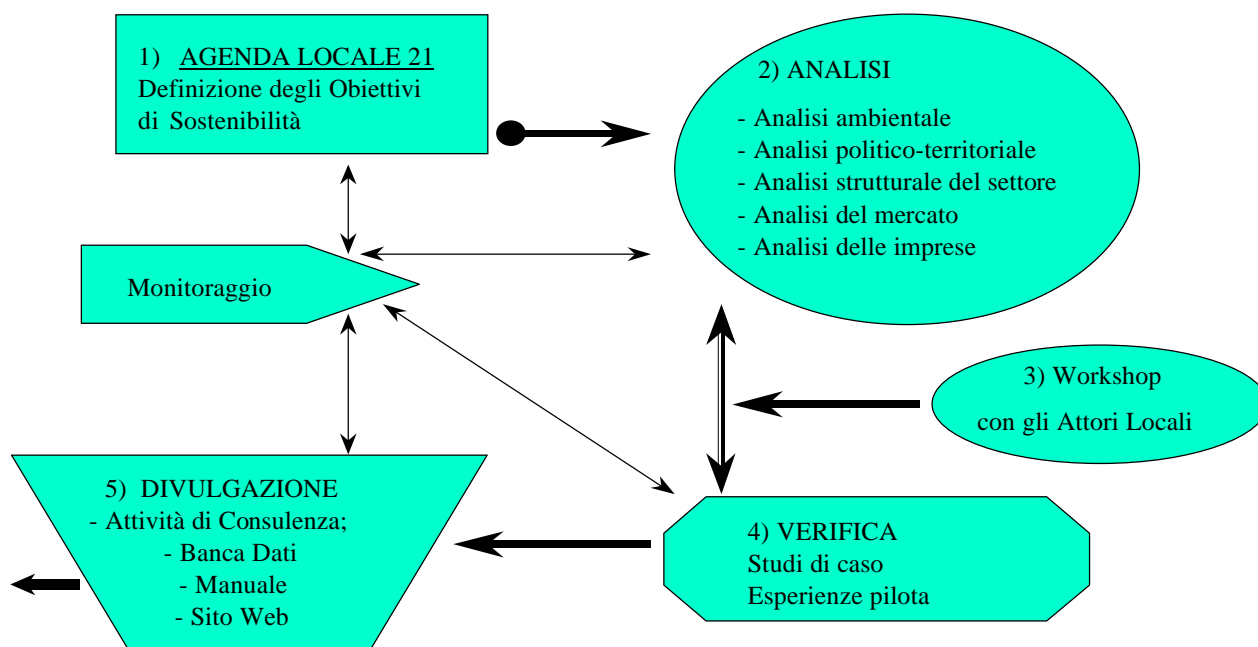 1) AGENDA LOCALE 21
Definizione degli Obiettivi
di Sostenibilità
2) ANALISI
- Analisi ambientale
- Analisi politico-territoriale
- Analisi strutturale del settore
- Analisi del mercato
- Analisi delle imprese
Monitoraggio
3) Workshop
con gli Attori Locali
4) VERIFICA
Studi di caso
Esperienze pilota
5) DIVULGAZIONE
- Attività di Consulenza;
- Banca Dati
- Manuale
- Sito Web